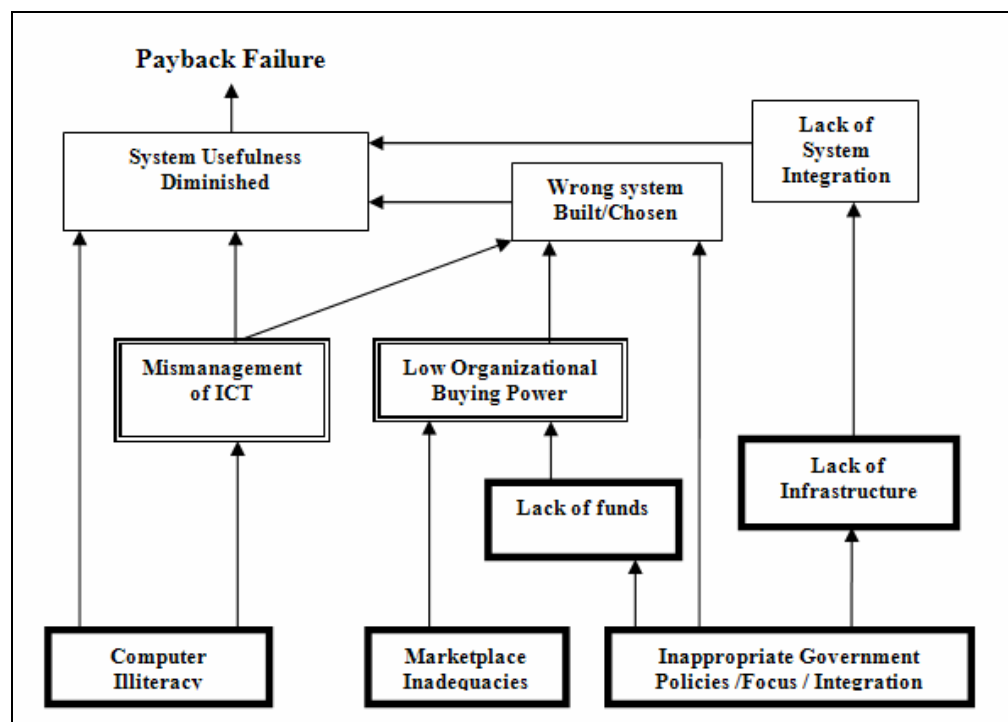 Payback Failure
System Usefulness
Diminished
Lack of
System
Integration
Wrong system
Built/Chosen
Mismanagement
of ICT
Low Organizational
Buying Power
Lack of
Infrastructure
Lack of funds
Computer
Illiteracy
Marketplace
Inadequacies
Inappropriate Government
Policies /Focus / Integration